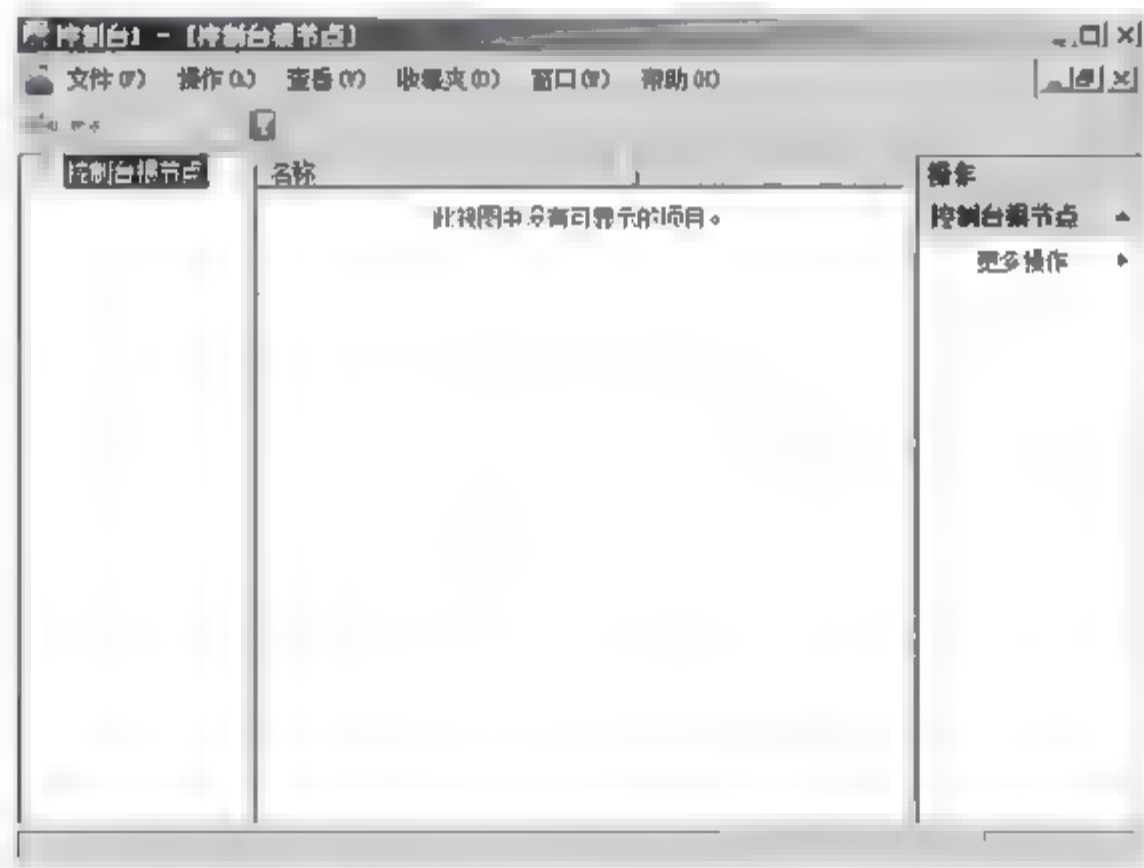 控制台1 - [控制台根节点]
文件(F) 操作(A) 查看(V) 收藏夹(O) 窗口(W) 帮助(H)
控制台根节点
名称
此视图中没有可显示的项目。
操作
控制台根节点
更多操作